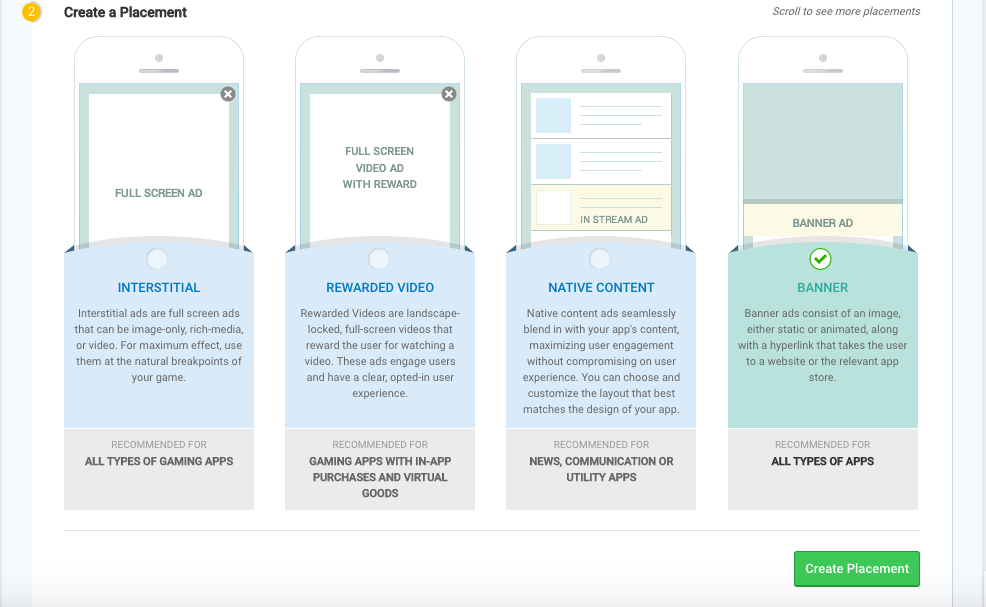 2
Create a Placement
Scroll to see more placements
FULL SCREEN AD
INTERSTITIAL
Interstitial ads are full screen ads
that can be image-only, rich-media,
or video. For maximum effect, use
them at the natural breakpoints of
your game.
RECOMMENDED FOR
ALL TYPES OF GAMING APPS
FULL SCREEN
VIDEO AD
WITH REWARD
REWARDED VIDEO
Rewarded Videos are landscape-
locked, full-screen videos that
reward the user for watching a
video. These ads engage users
and have a clear, opted-in user
experience.
RECOMMENDED FOR
GAMING APPS WITH IN-APP
PURCHASES AND VIRTUAL
GOODS
IN STREAM AD
NATIVE CONTENT
Native content ads seamlessly
blend in with your app's content,
maximizing user engagement
without compromising on user
experience. You can choose and
customize the layout that best
matches the design of your app.
RECOMMENDED FOR
NEWS, COMMUNICATION OR
UTILITY APPS
BANNER AD
BANNER
Banner ads consist of an image,
either static or animated, along
with a hyperlink that takes the user
to a website or the relevant app
store.
RECOMMENDED FOR
ALL TYPES OF APPS
Create Placement